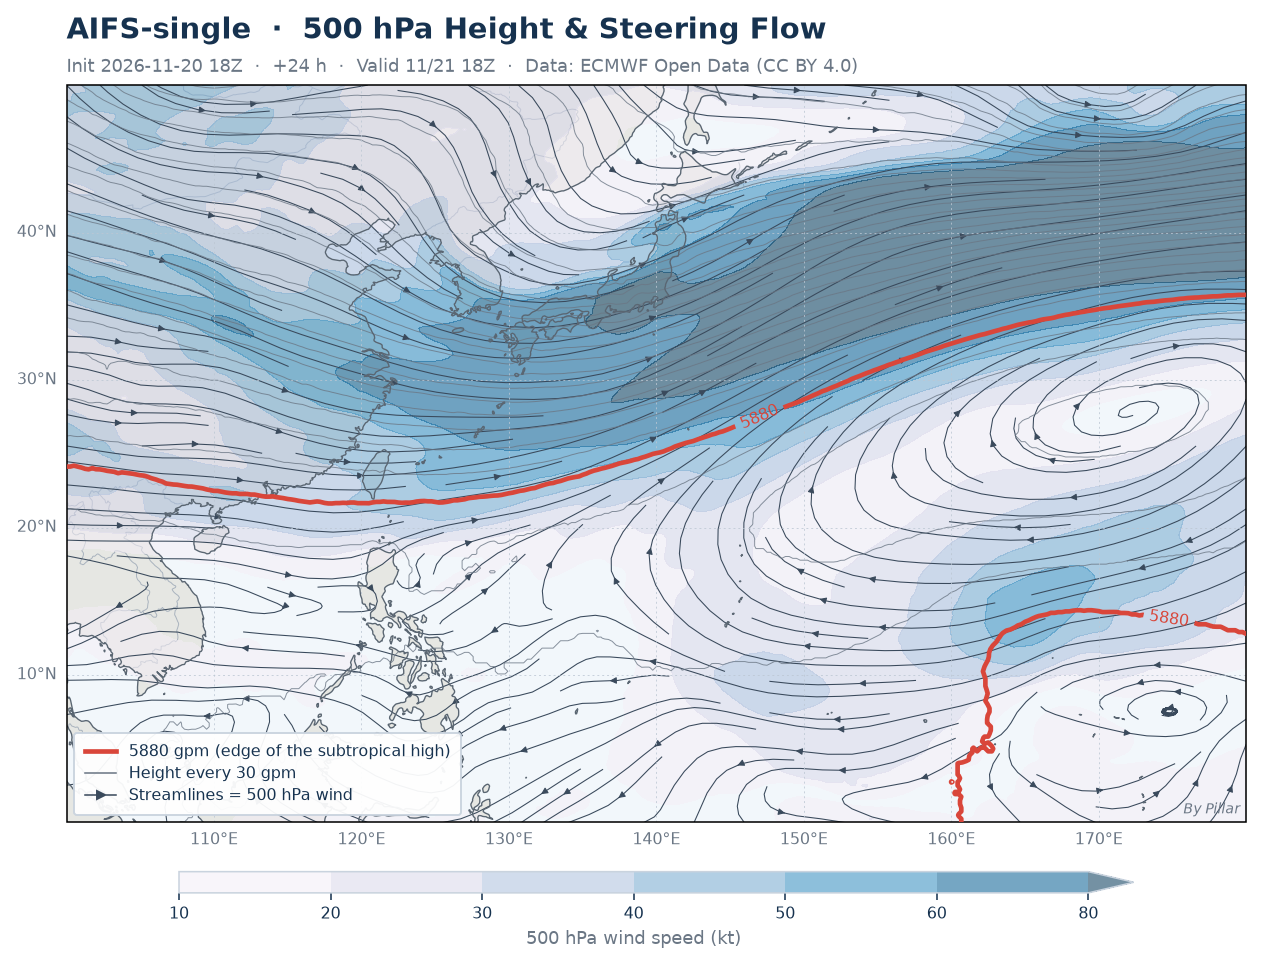 AIFS-single · 500 hPa Height & Steering Flow
Init 2026-11-20 18Z · +24 h · Valid 11/21 18Z · Data: ECMWF Open Data (CC BY 4.0)
40°N
30°N
20°N
10°N
5880
5880
5880 gpm (edge of the subtropical high)
Height every 30 gpm
Streamlines = 500 hPa wind
By Pillar
110°E 120°E 130°E 140°E 150°E 160°E 170°E
10 20 30 40 50 60 80
500 hPa wind speed (kt)